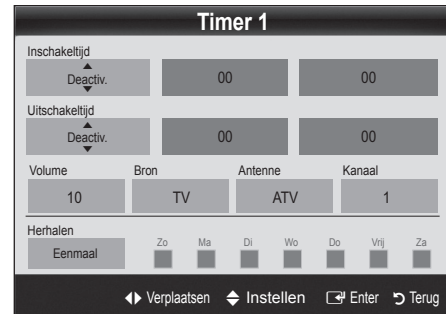 Timer 1
Inschakeltijd
Deactiv. 00 00
Uitschakeltijd
Deactiv. 00 00
Volume Bron Antenne Kanaal
10 TV ATV 1
Herhalen
Zo Ma Di Wo Do Vrij Za
Eenmaal
Verplaatsen Instellen Enter Terug